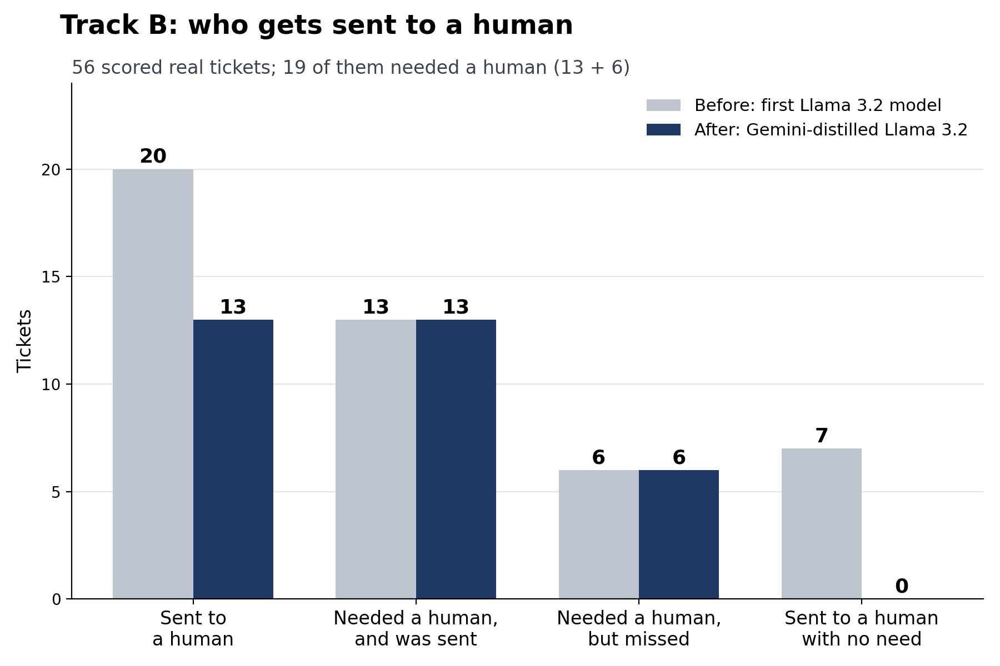 Track B: who gets sent to a human
56 scored real tickets; 19 of them needed a human (13 + 6)
Before: first Llama 3.2 model
After: Gemini-distilled Llama 3.2
Tickets
20
15
10
5
0
20
13
13
13
6
6
7
0
Sent to
a human
Needed a human,
and was sent
Needed a human,
but missed
Sent to a human
with no need